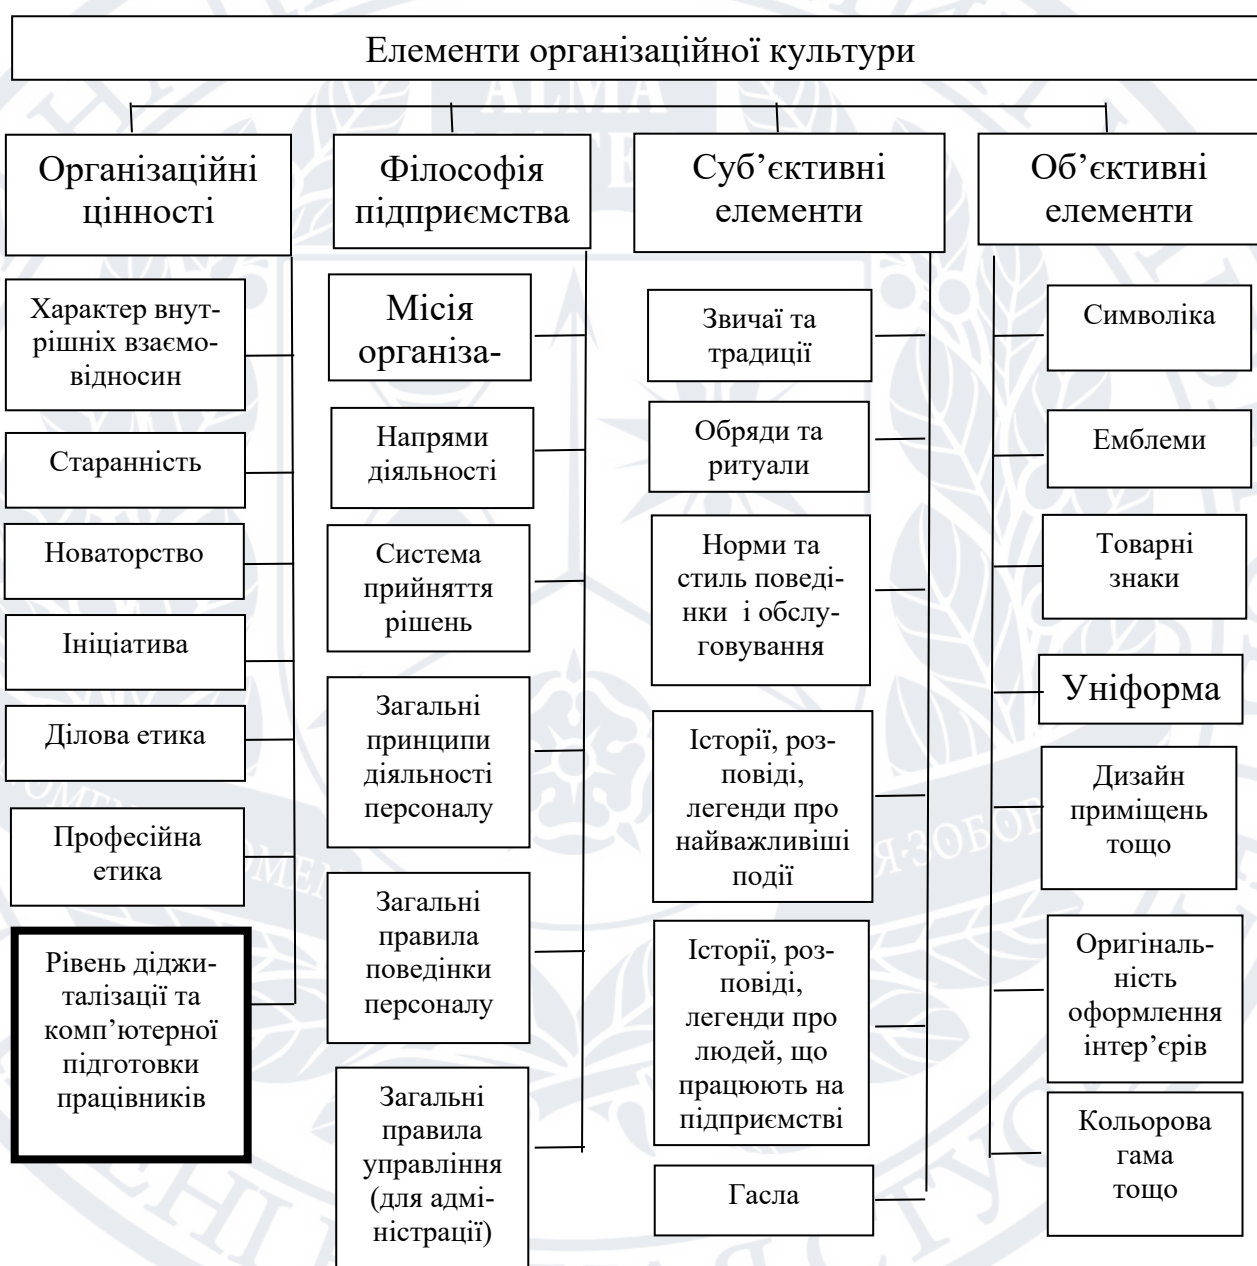 Елементи організаційної культури
Організаційні
цінності
Характер внут-
рішніх взаємо-
відносин
Старанність
Новаторство
Ініціатива
Ділова етика
Професійна
етика
Рівень діджи-
талізації та
комп’ютерної
підготовки
працівників
Філософія
підприємства
Місія
організа-
Напрями
діяльності
Система
прийняття
рішень
Загальні
принципи
діяльності
персоналу
Загальні
правила
поведінки
персоналу
Загальні
правила
управління
(для адмі-
ністрації)
Суб’єктивні
елементи
Звичаї та
традиції
Обряди та
ритуали
Норми та
стиль поведі-
нки і обслу-
говування
Історії, роз-
повіді,
легенди про
найважливіші
події
Історії, роз-
повіді,
легенди про
людей, що
працюють на
підприємстві
Гасла
Об’єктивні
елементи
Символіка
Емблеми
Товарні
знаки
Уніформа
Дизайн
приміщень
тощо
Оригіналь-
ність
оформлення
інтер’єрів
Кольорова
гама
тощо
ALMA